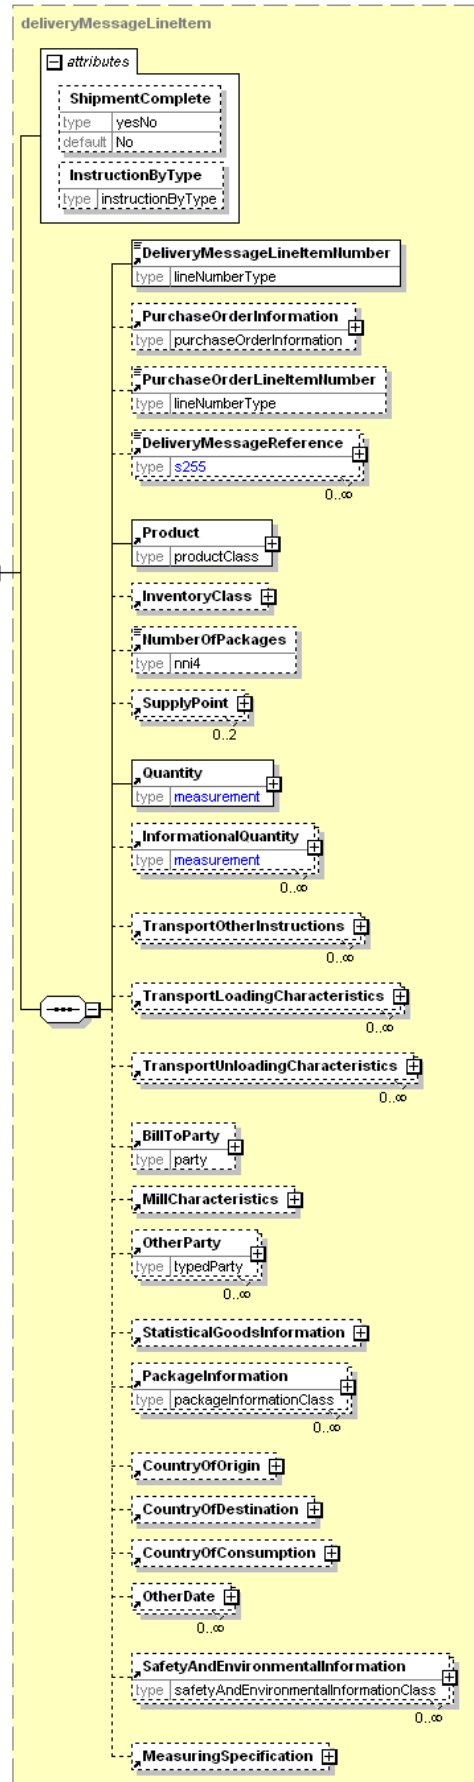 deliveryMessageLineItem
attributes
ShipmentComplete
type yesNo
default No
InstructionByType
type instructionByType
DeliveryMessageLineItemNumber
type lineNumberType
PurchaseOrderInformation
type purchaseOrderInformation
PurchaseOrderLineItemNumber
type lineNumberType
DeliveryMessageReference
type s255
0..∞
Product
type productClass
InventoryClass
NumberOfPackages
type nni4
SupplyPoint
0..2
Quantity
type measurement
InformationalQuantity
type measurement
0..∞
TransportOtherInstructions
0..∞
TransportLoadingCharacteristics
0..∞
TransportUnloadingCharacteristics
0..∞
BillToParty
type party
MillCharacteristics
OtherParty
type typedParty
0..∞
StatisticalGoodsInformation
PackageInformation
type packageInformationClass
0..∞
CountryOfOrigin
CountryOfDestination
CountryOfConsumption
OtherDate
0..∞
SafetyAndEnvironmentalInformation
type safetyAndEnvironmentalInformationClass
0..∞
MeasuringSpecification